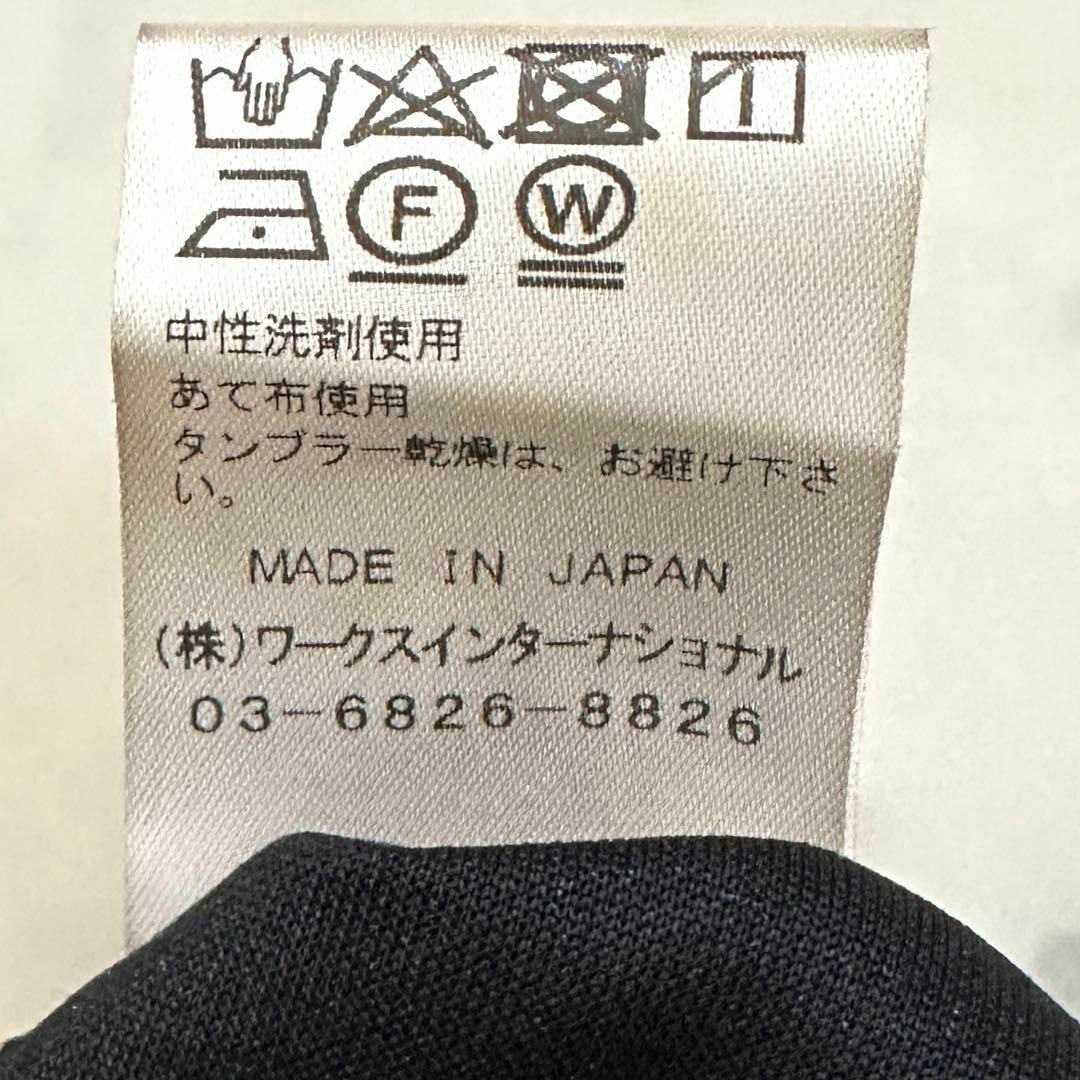 F W
中性洗剤使用
あて布使用
タンブラー乾燥は、お避け下さ
い。
MADE IN JAPAN
(株)ワークスインターナショナル
03-6826-8826